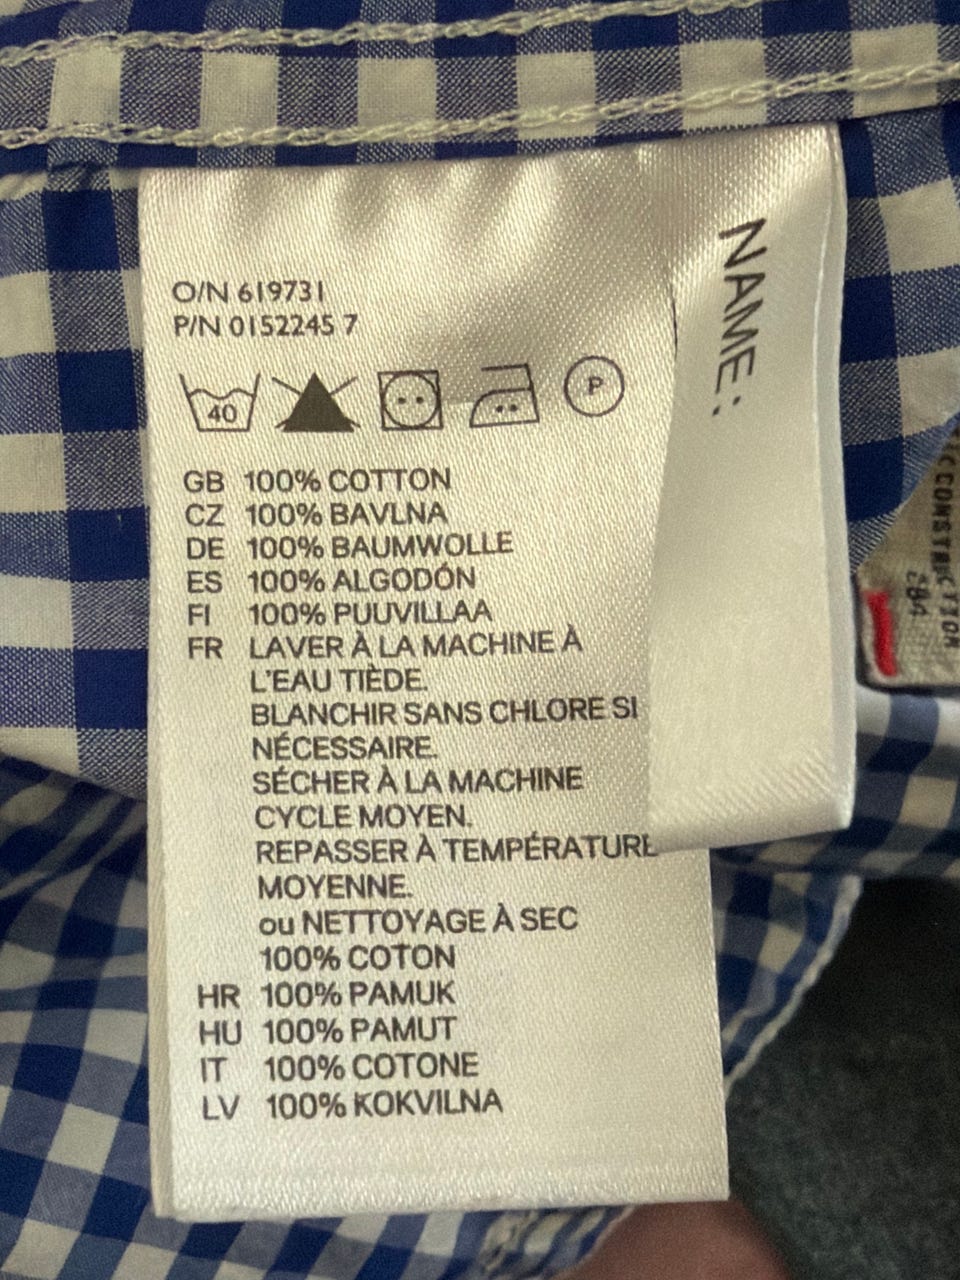 O/N 619731
P/N 0152245 7
40
P
GB 100% COTTON
CZ 100% BAVLNA
DE 100% BAUMWOLLE
ES 100% ALGODÓN
FI 100% PUUVILLAA
FR LAVER À LA MACHINE À
L'EAU TIÈDE.
BLANCHIR SANS CHLORE SI
NÉCESSAIRE.
SÉCHER À LA MACHINE
CYCLE MOYEN.
REPASSER À TEMPÉRATURE
MOYENNE.
ou NETTOYAGE À SEC
100% COTON
HR 100% PAMUK
HU 100% PAMUT
IT 100% COTONE
LV 100% KOKVILNA
NAME: